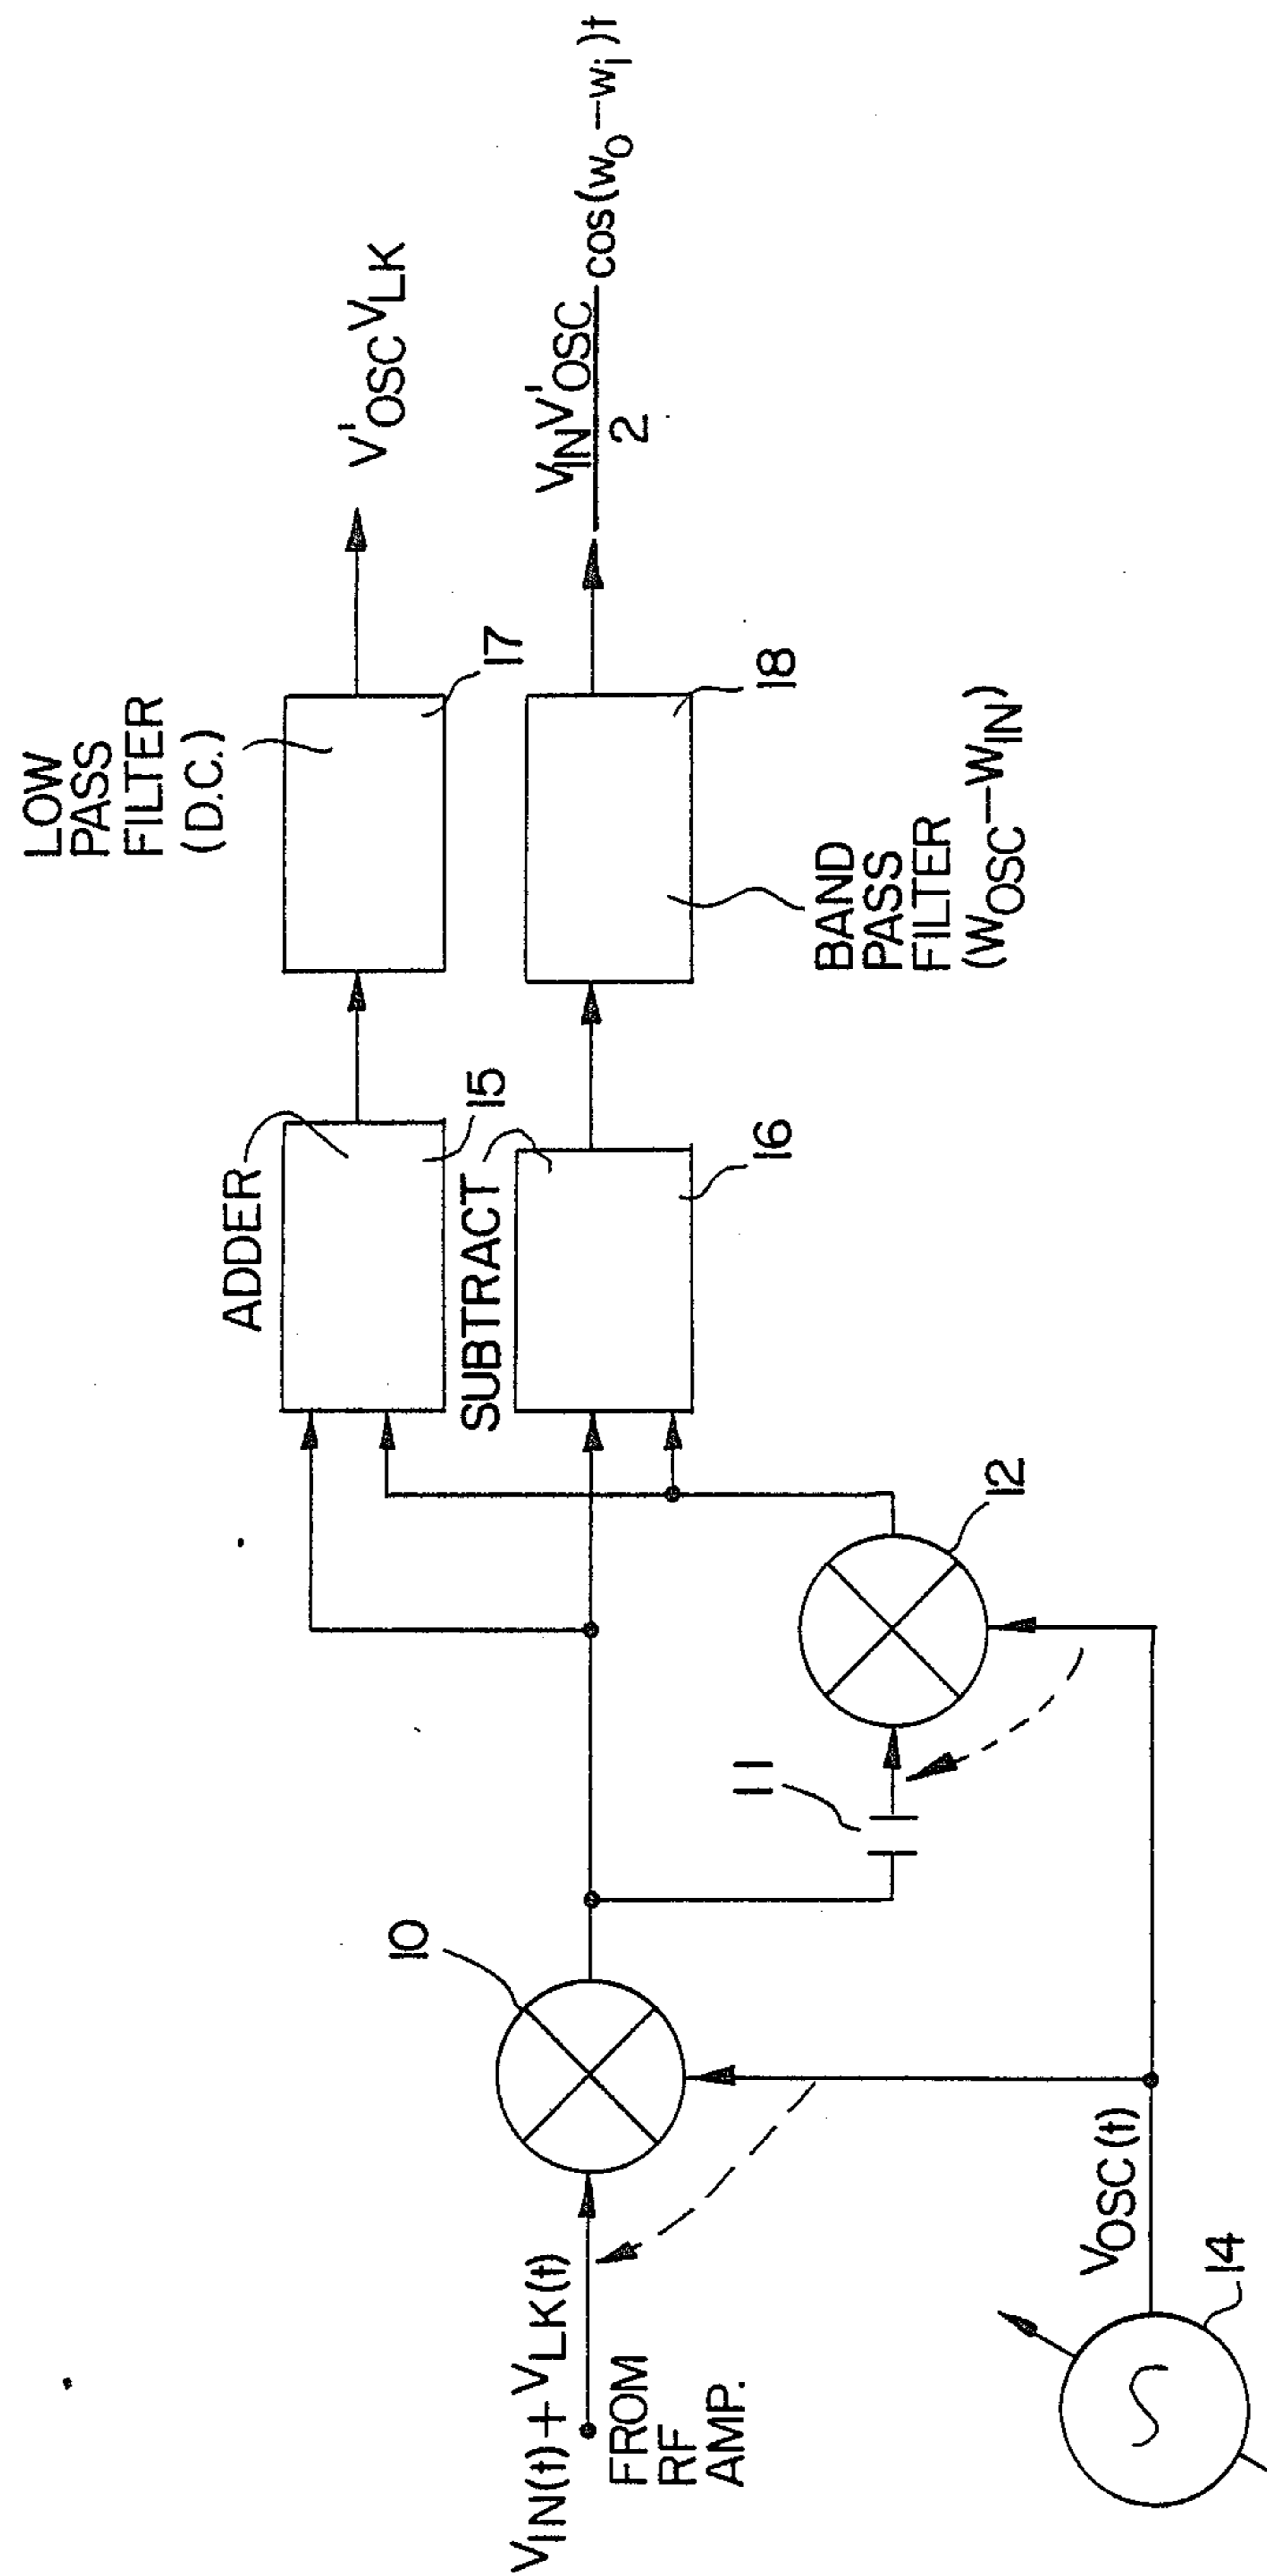 LOW
PASS
FILTER
(D.C.)
17
V'OSC VLK
ADDER
15
SUBTRACT
16
18
BAND
PASS
FILTER
(WOSC–WIN)
VIN V'OSC
2
cos(wo–wi)t
10
11
12
VIN(t)+VLK(t)
FROM
RF
AMP.
VOSC(t)
14